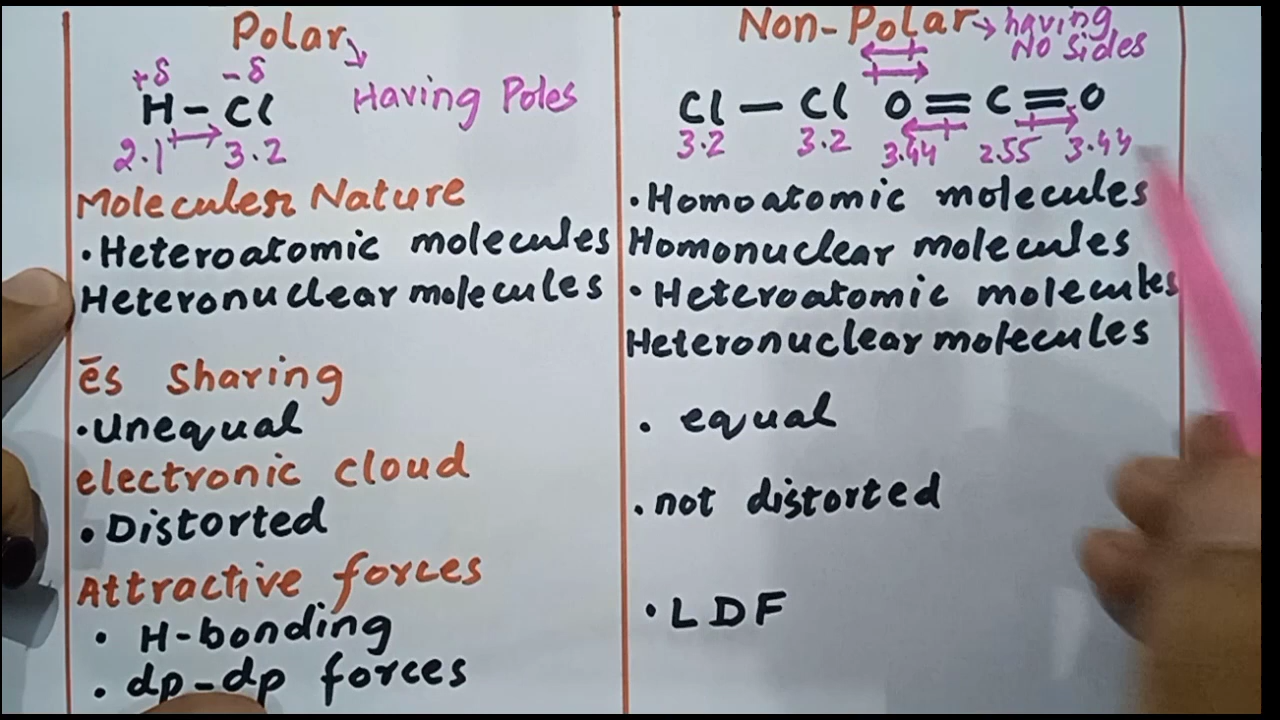 Polar
Having Poles
+δ -δ
H - Cl
2.1 3.2
Moleculer Nature
• Heteroatomic molecules
Heteronuclear molecules
ēs sharing
• Unequal
electronic cloud
• Distorted
Attractive forces
• H-bonding
• dp-dp forces
Non-Polar → having
No sides
Cl — Cl O = C = O
3.2 3.2 3.44 2.55 3.44
• Homoatomic molecules
Homonuclear molecules
• Heteroatomic molecules
Heteronuclear molecules
• equal
• not distorted
• LDF